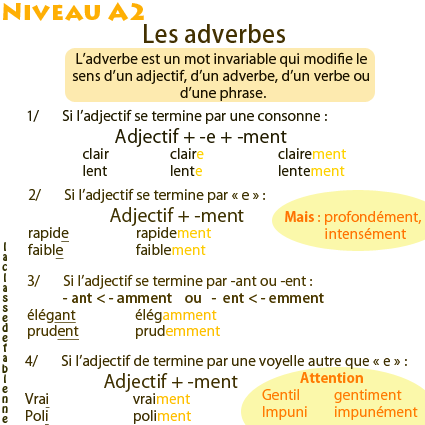 NIVEAU A2
Les adverbes
L'adverbe est un mot invariable qui modifie le
sens d'un adjectif, d'un adverbe, d'un verbe ou
d'une phrase.
1/ Si l'adjectif se termine par une consonne :
Adjectif + -e + -ment
clair claire clairement
lent lente lentement
2/ Si l'adjectif se termine par « e » :
Adjectif + -ment
Mais : profondément,
intensément
rapide rapidement
faible faiblement
3/ Si l'adjectif se termine par -ant ou -ent :
- ant < - amment ou - ent < - emment
élégant élégamment
prudent prudemment
4/ Si l'adjectif de termine par une voyelle autre que « e » :
Adjectif + -ment
Attention
Vrai vraiment
Poli poliment
Gentil gentiment
Impuni impunément
laclassedefabienne